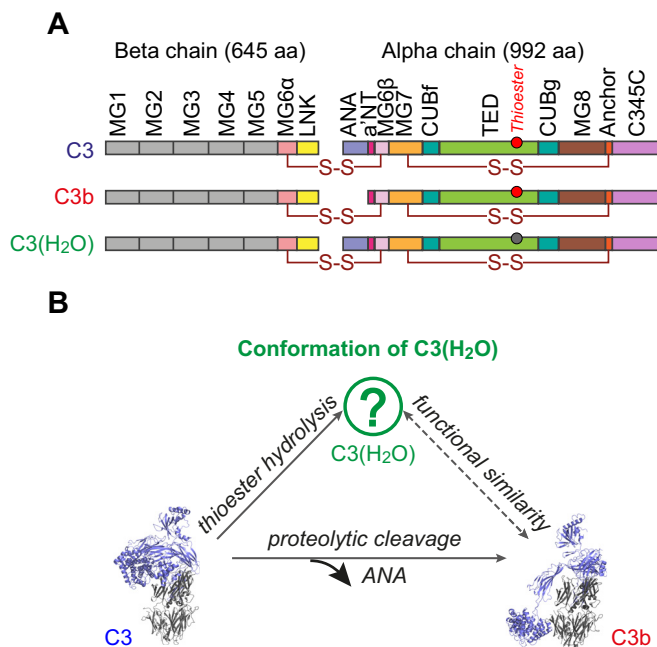 A
Beta chain (645 aa) Alpha chain (992 aa)
MG1 MG2 MG3 MG4 MG5 MG6α LNK ANA a'NT MG6β MG7 CUBf TED Thioester CUBg MG8 Anchor C345C
C3
S-S S-S
C3b
S-S S-S
C3(H₂O)
S-S S-S
B
Conformation of C3(H₂O)
?
C3(H₂O)
thioester hydrolysis
functional similarity
proteolytic cleavage
ANA
C3 C3b